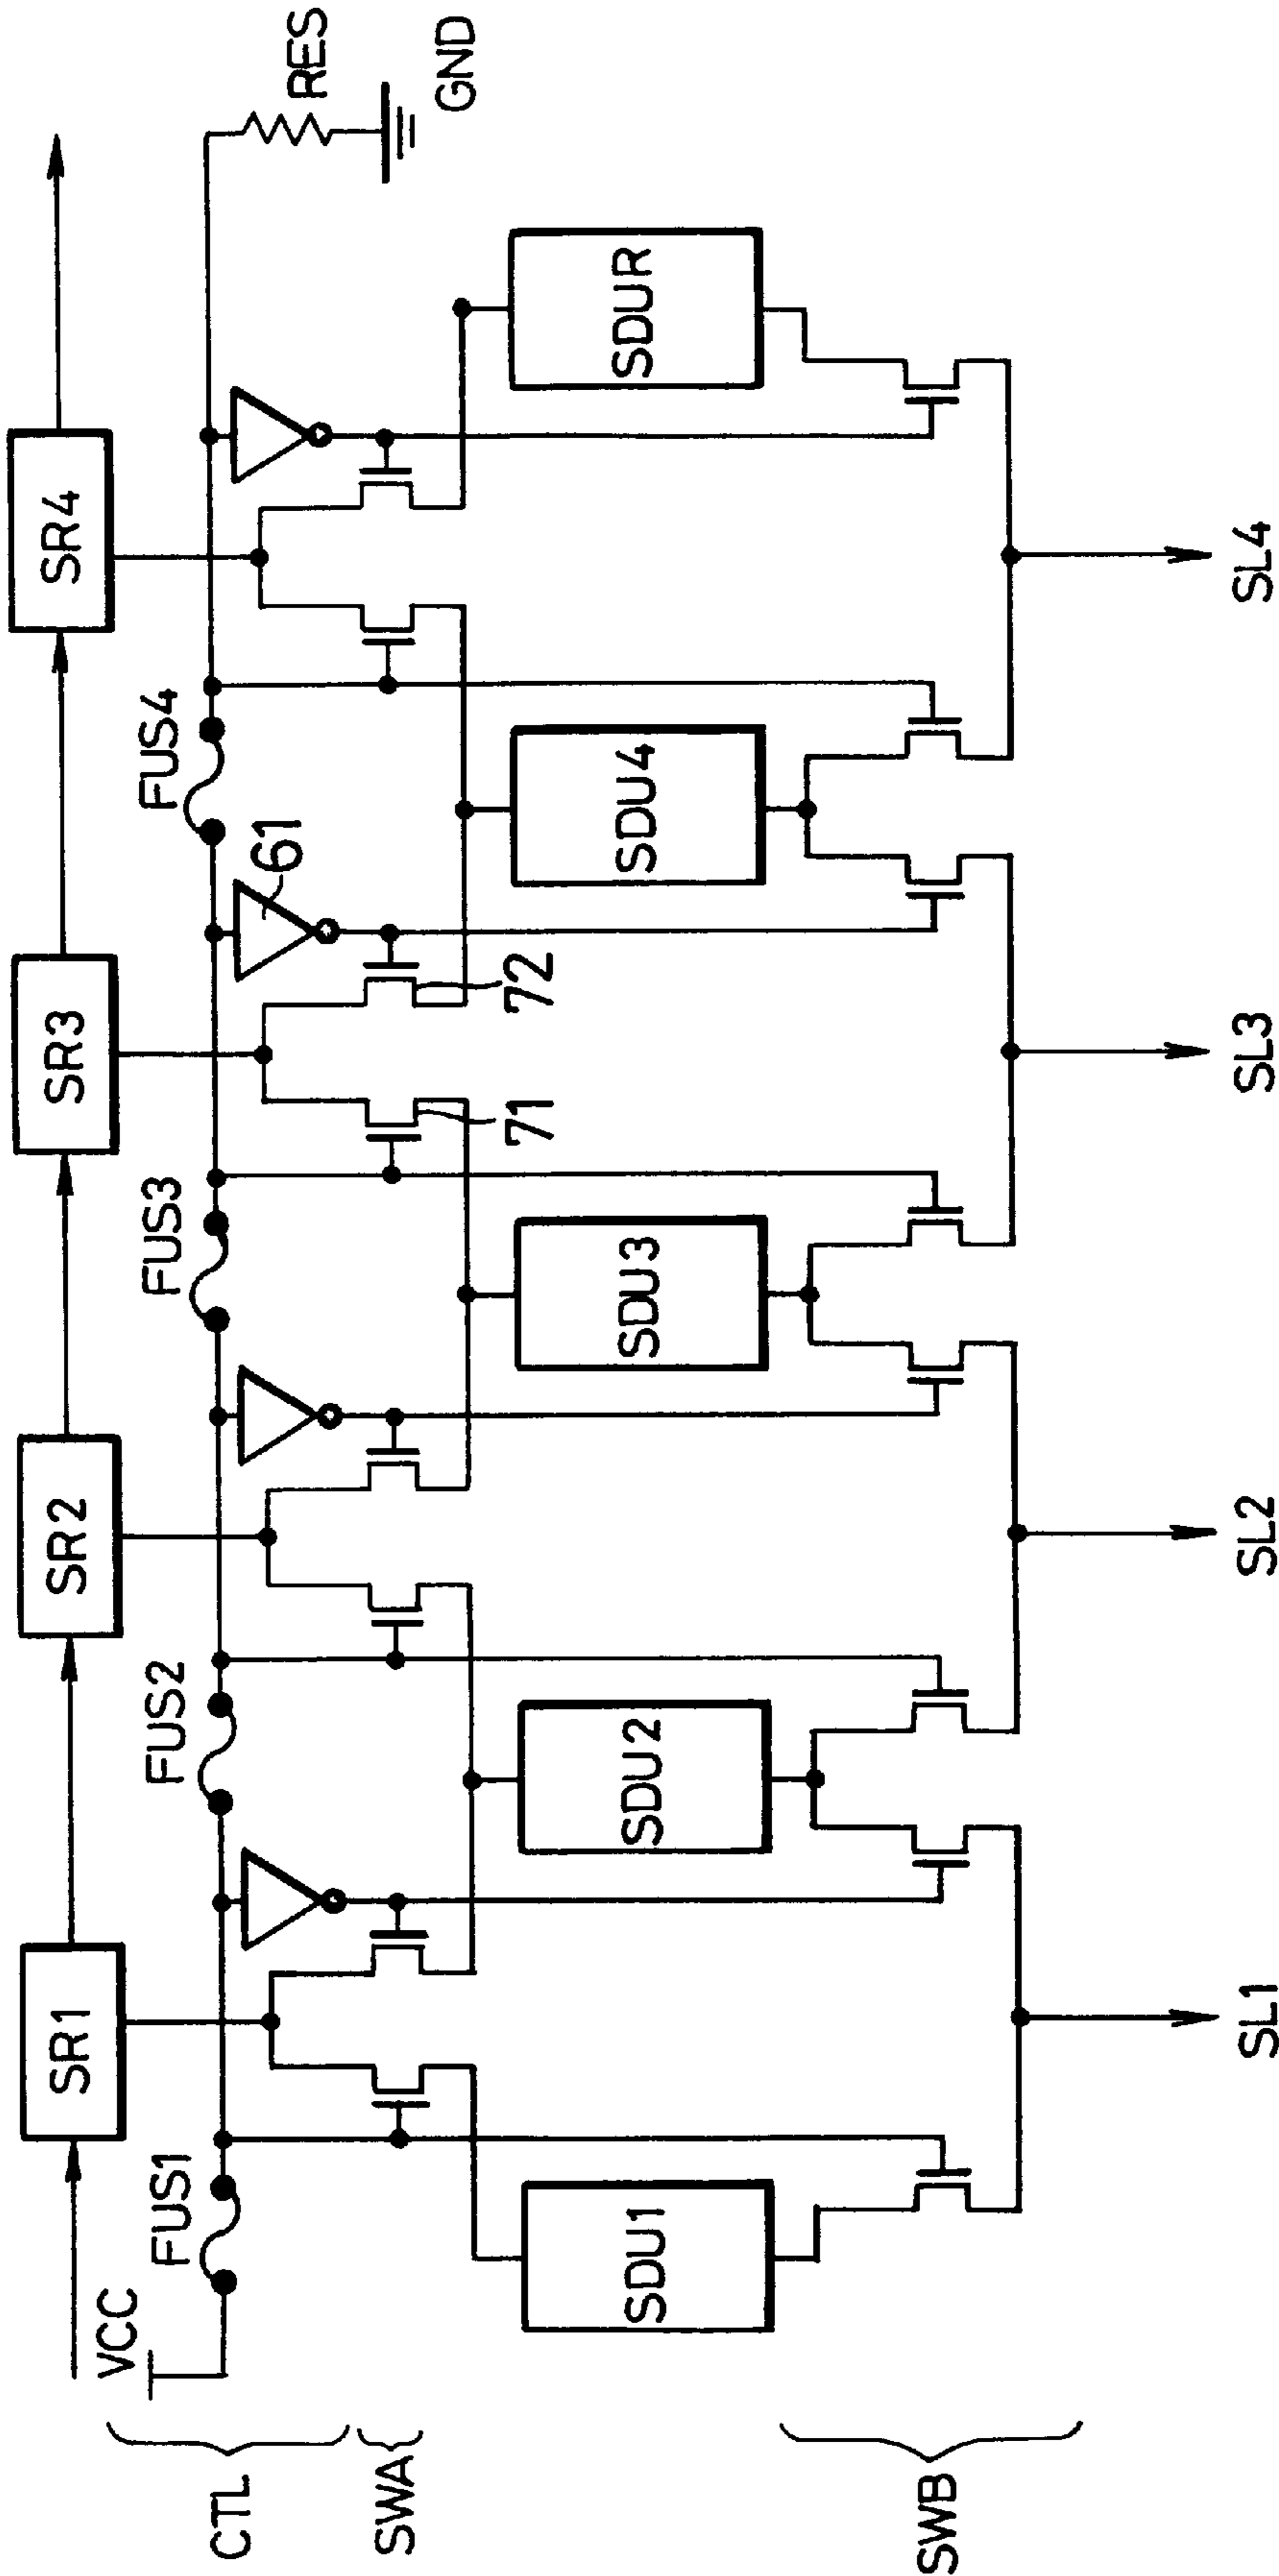 SR1
SR2
SR3
SR4
VCC
FUS1
FUS2
FUS3
FUS4
RES
GND
CTL
61
SWA
71
72
SDU1
SDU2
SDU3
SDU4
SDUR
SWB
SL1
SL2
SL3
SL4